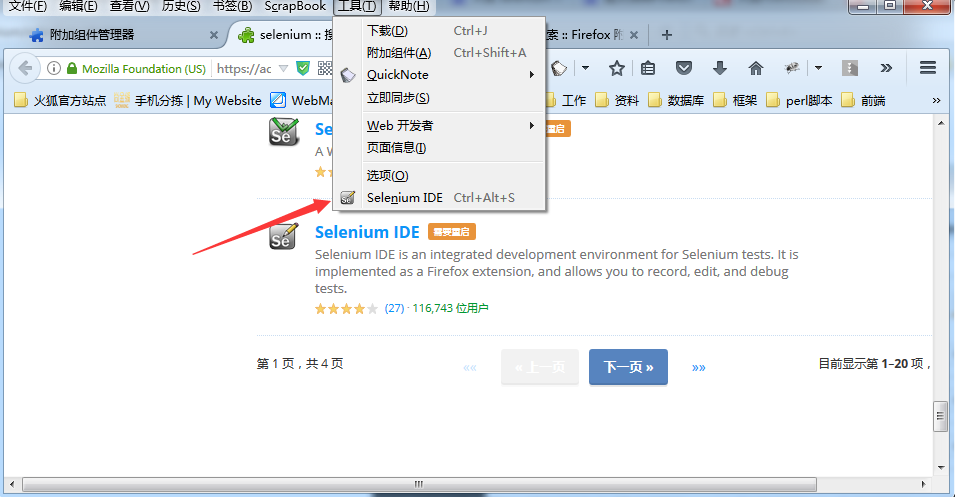 文件(F) 编辑(E) 查看(V) 历史(S) 书签(B) ScrapBook 工具(T) 帮助(H)
附加组件管理器 selenium :: 搜 索 :: Firefox 附
Mozilla Foundation (US) https://ac
火狐官方站点 手机分拣 | My Website WebMa 工作 资料 数据库 框架 perl脚本 前端
下载(D) Ctrl+J
附加组件(A) Ctrl+Shift+A
QuickNote
立即同步(S)
Web 开发者
页面信息(I)
选项(O)
Selenium IDE Ctrl+Alt+S
Se 重启
A W
Selenium IDE 需要重启
Selenium IDE is an integrated development environment for Selenium tests. It is
implemented as a Firefox extension, and allows you to record, edit, and debug
tests.
(27) · 116,743 位用户
第 1 页，共 4 页 «« « 上一页 下一页 » »» 目前显示第 1–20 项，